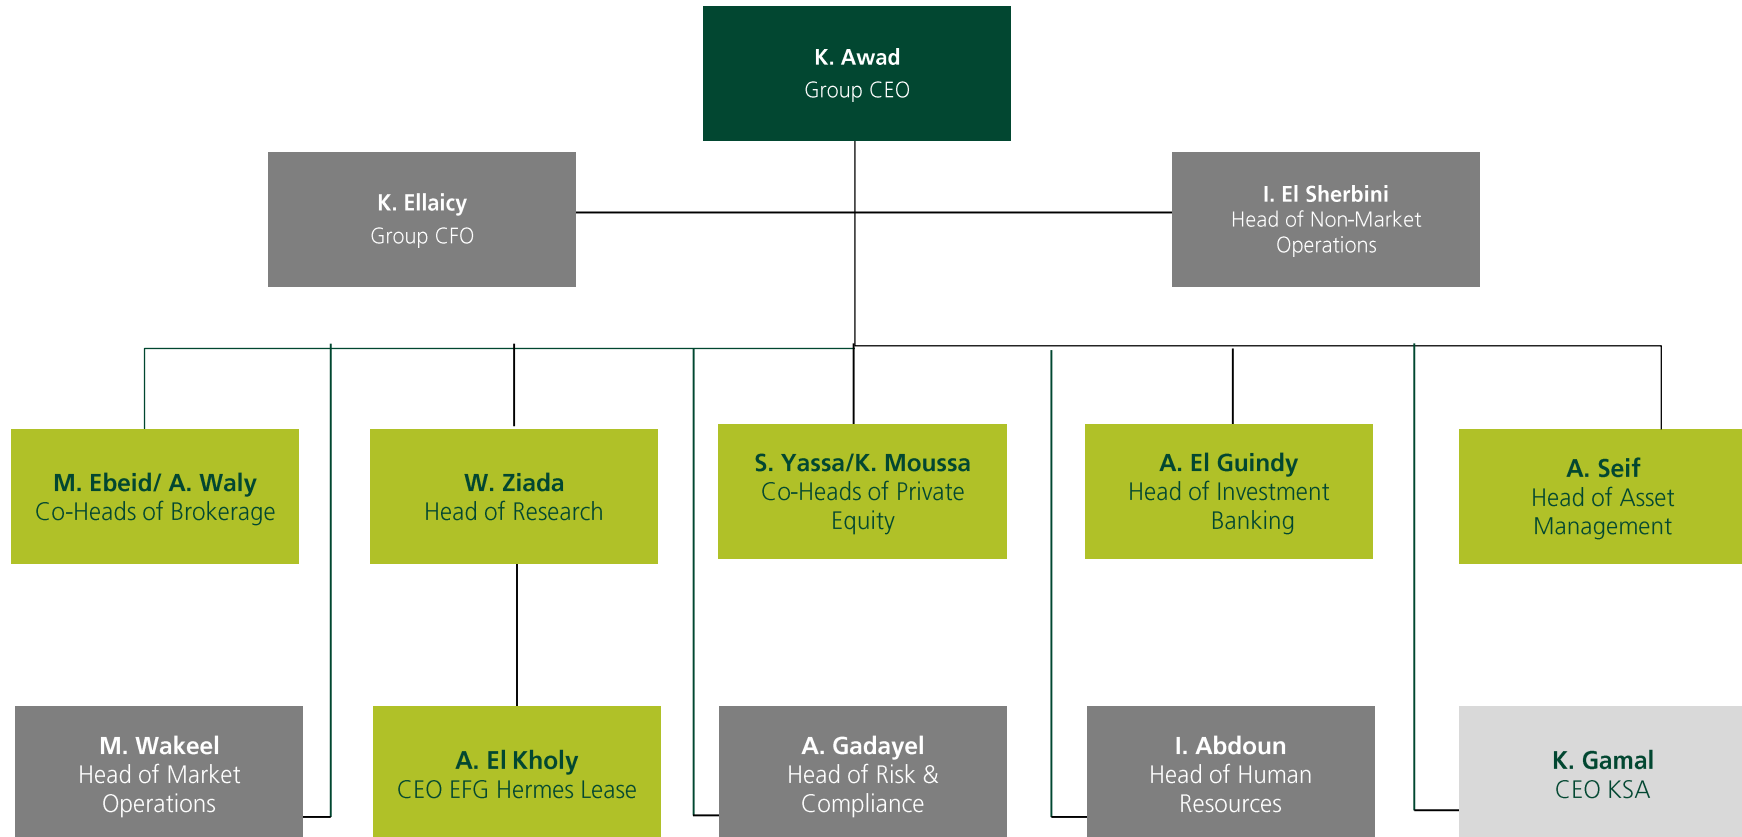 K. Awad
Group CEO
K. Ellaicy
Group CFO
I. El Sherbini
Head of Non-Market
Operations
M. Ebeid/ A. Waly
Co-Heads of Brokerage
W. Ziada
Head of Research
S. Yassa/K. Moussa
Co-Heads of Private
Equity
A. El Guindy
Head of Investment
Banking
A. Seif
Head of Asset
Management
M. Wakeel
Head of Market
Operations
A. El Kholy
CEO EFG Hermes Lease
A. Gadayel
Head of Risk &
Compliance
I. Abdoun
Head of Human
Resources
K. Gamal
CEO KSA